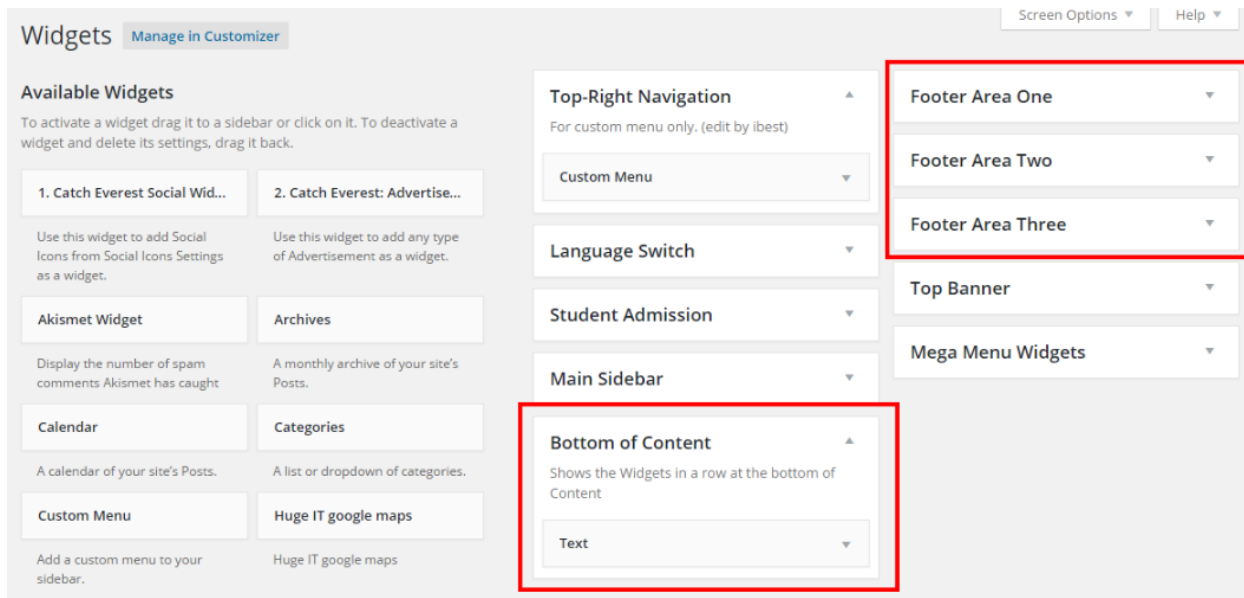 Screen Options
Help
Widgets
Manage in Customizer
Available Widgets
To activate a widget drag it to a sidebar or click on it. To deactivate a
widget and delete its settings, drag it back.
1. Catch Everest Social Wid...
2. Catch Everest: Advertise...
Use this widget to add Social
Icons from Social Icons Settings
as a widget.
Use this widget to add any type
of Advertisement as a widget.
Akismet Widget
Archives
Display the number of spam
comments Akismet has caught
A monthly archive of your site's
Posts.
Calendar
Categories
A calendar of your site's Posts.
A list or dropdown of categories.
Custom Menu
Huge IT google maps
Add a custom menu to your
sidebar.
Huge IT google maps
Top-Right Navigation
For custom menu only. (edit by ibest)
Custom Menu
Language Switch
Student Admission
Main Sidebar
Bottom of Content
Shows the Widgets in a row at the bottom of
Content
Text
Footer Area One
Footer Area Two
Footer Area Three
Top Banner
Mega Menu Widgets